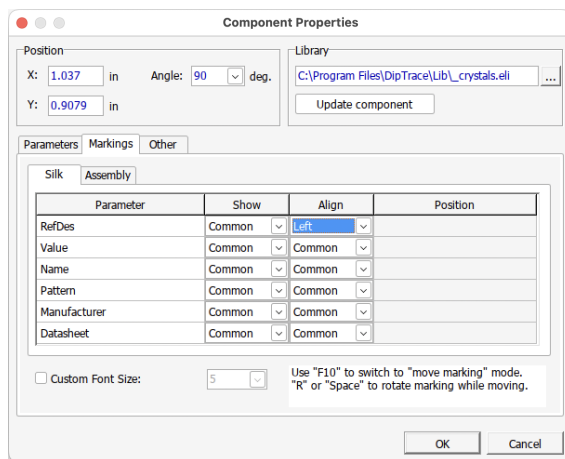 Component Properties
Position
X: 1.037 in Angle: 90 deg.
Y: 0.9079 in
Library
C:\Program Files\DipTrace\Lib\_crystals.eli ...
Update component
Parameters Markings Other
Silk Assembly
Parameter Show Align Position
RefDes Common Left
Value Common Common
Name Common Common
Pattern Common Common
Manufacturer Common Common
Datasheet Common Common
Custom Font Size: 5
Use "F10" to switch to "move marking" mode.
"R" or "Space" to rotate marking while moving.
OK Cancel